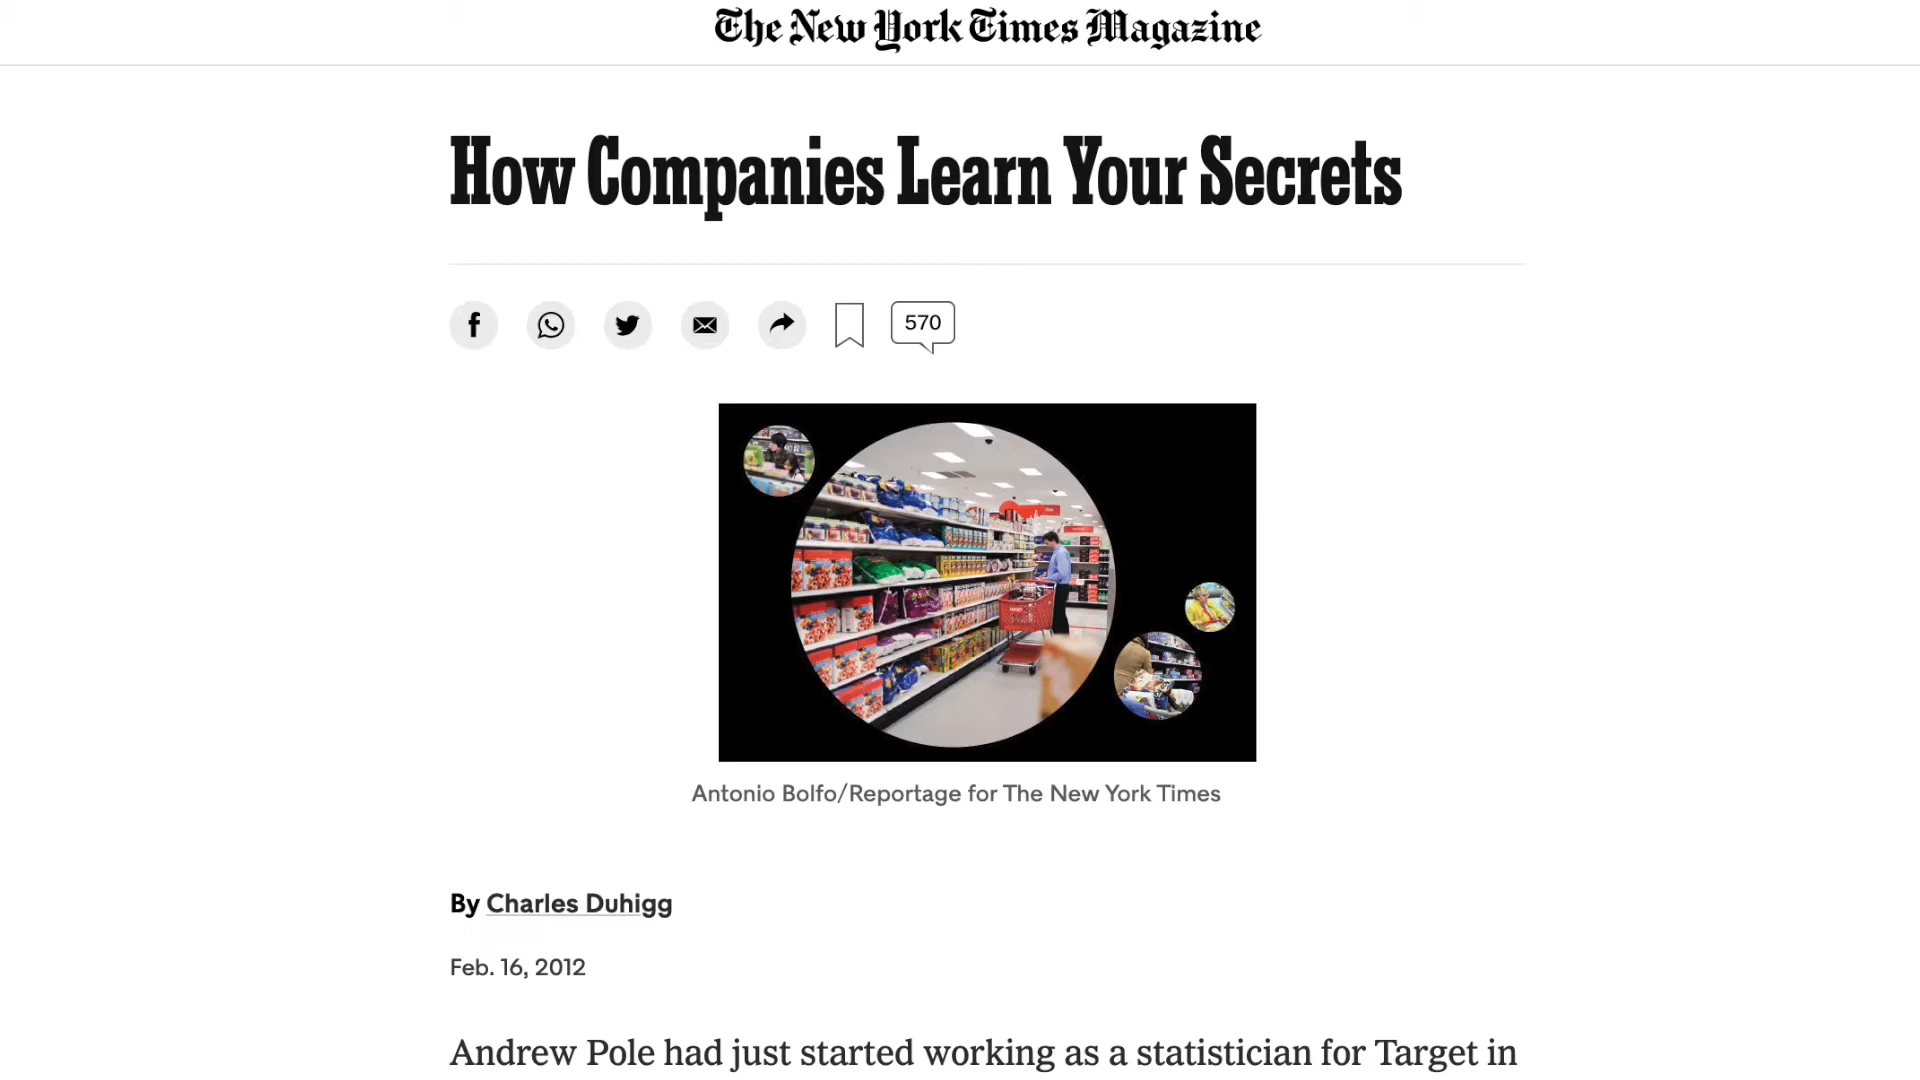 The New York Times Magazine
How Companies Learn Your Secrets
570
Antonio Bolfo/Reportage for The New York Times
By Charles Duhigg
Feb. 16, 2012
Andrew Pole had just started working as a statistician for Target in